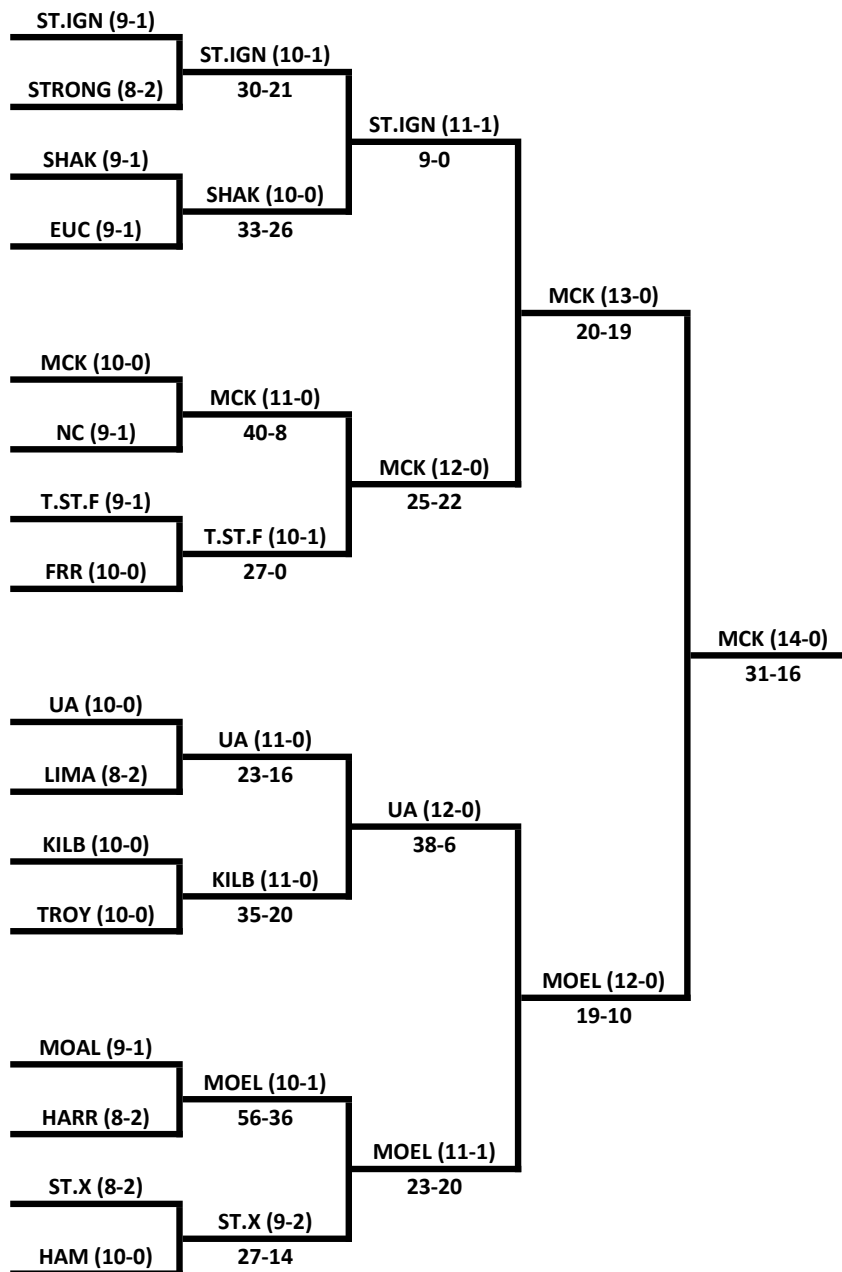 ST.IGN (9-1)
ST.IGN (10-1)
STRONG (8-2)
30-21
ST.IGN (11-1)
9-0
SHAK (9-1)
SHAK (10-0)
EUC (9-1)
33-26
MCK (13-0)
20-19
MCK (10-0)
MCK (11-0)
NC (9-1)
40-8
MCK (12-0)
25-22
T.ST.F (9-1)
T.ST.F (10-1)
FRR (10-0)
27-0
MCK (14-0)
31-16
UA (10-0)
UA (11-0)
LIMA (8-2)
23-16
UA (12-0)
38-6
KILB (10-0)
KILB (11-0)
TROY (10-0)
35-20
MOEL (12-0)
19-10
MOAL (9-1)
MOEL (10-1)
HARR (8-2)
56-36
MOEL (11-1)
23-20
ST.X (8-2)
ST.X (9-2)
HAM (10-0)
27-14